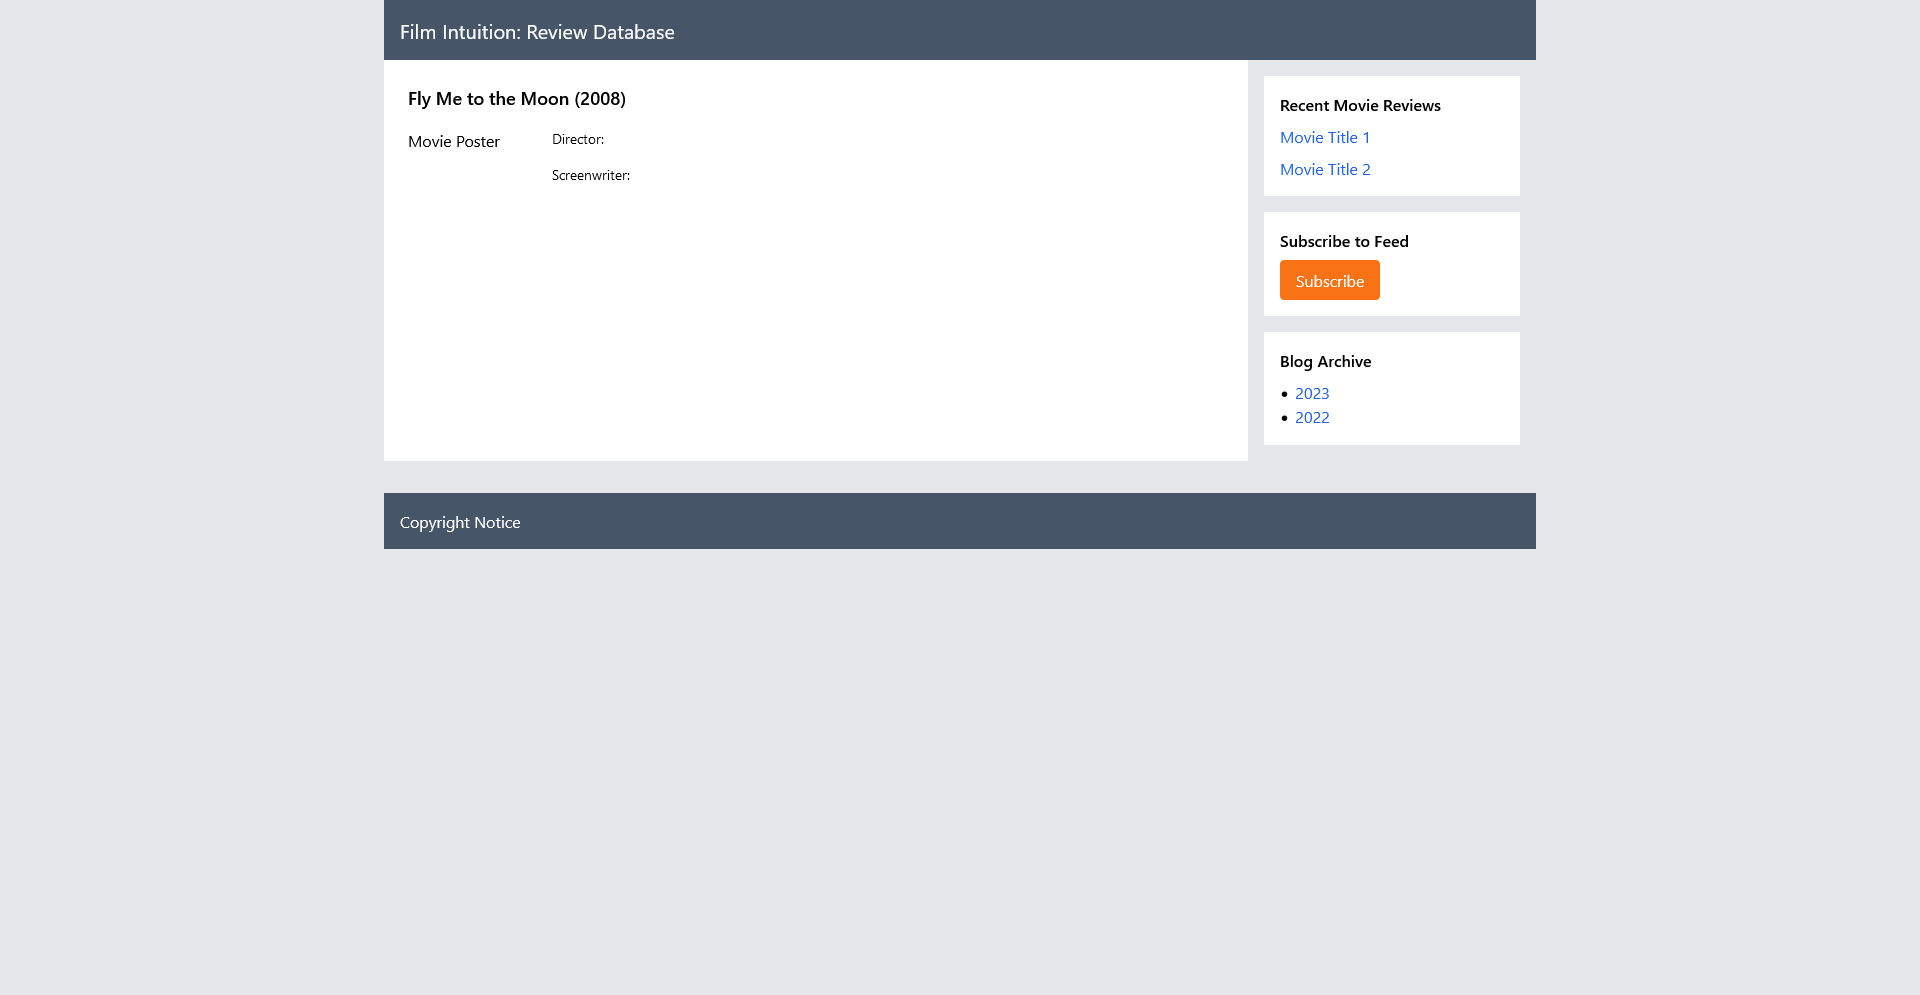 Film Intuition: Review Database
Fly Me to the Moon (2008)
Movie Poster
Director:
Screenwriter:
Recent Movie Reviews
Movie Title 1
Movie Title 2
Subscribe to Feed
Subscribe
Blog Archive
• 2023
• 2022
Copyright Notice